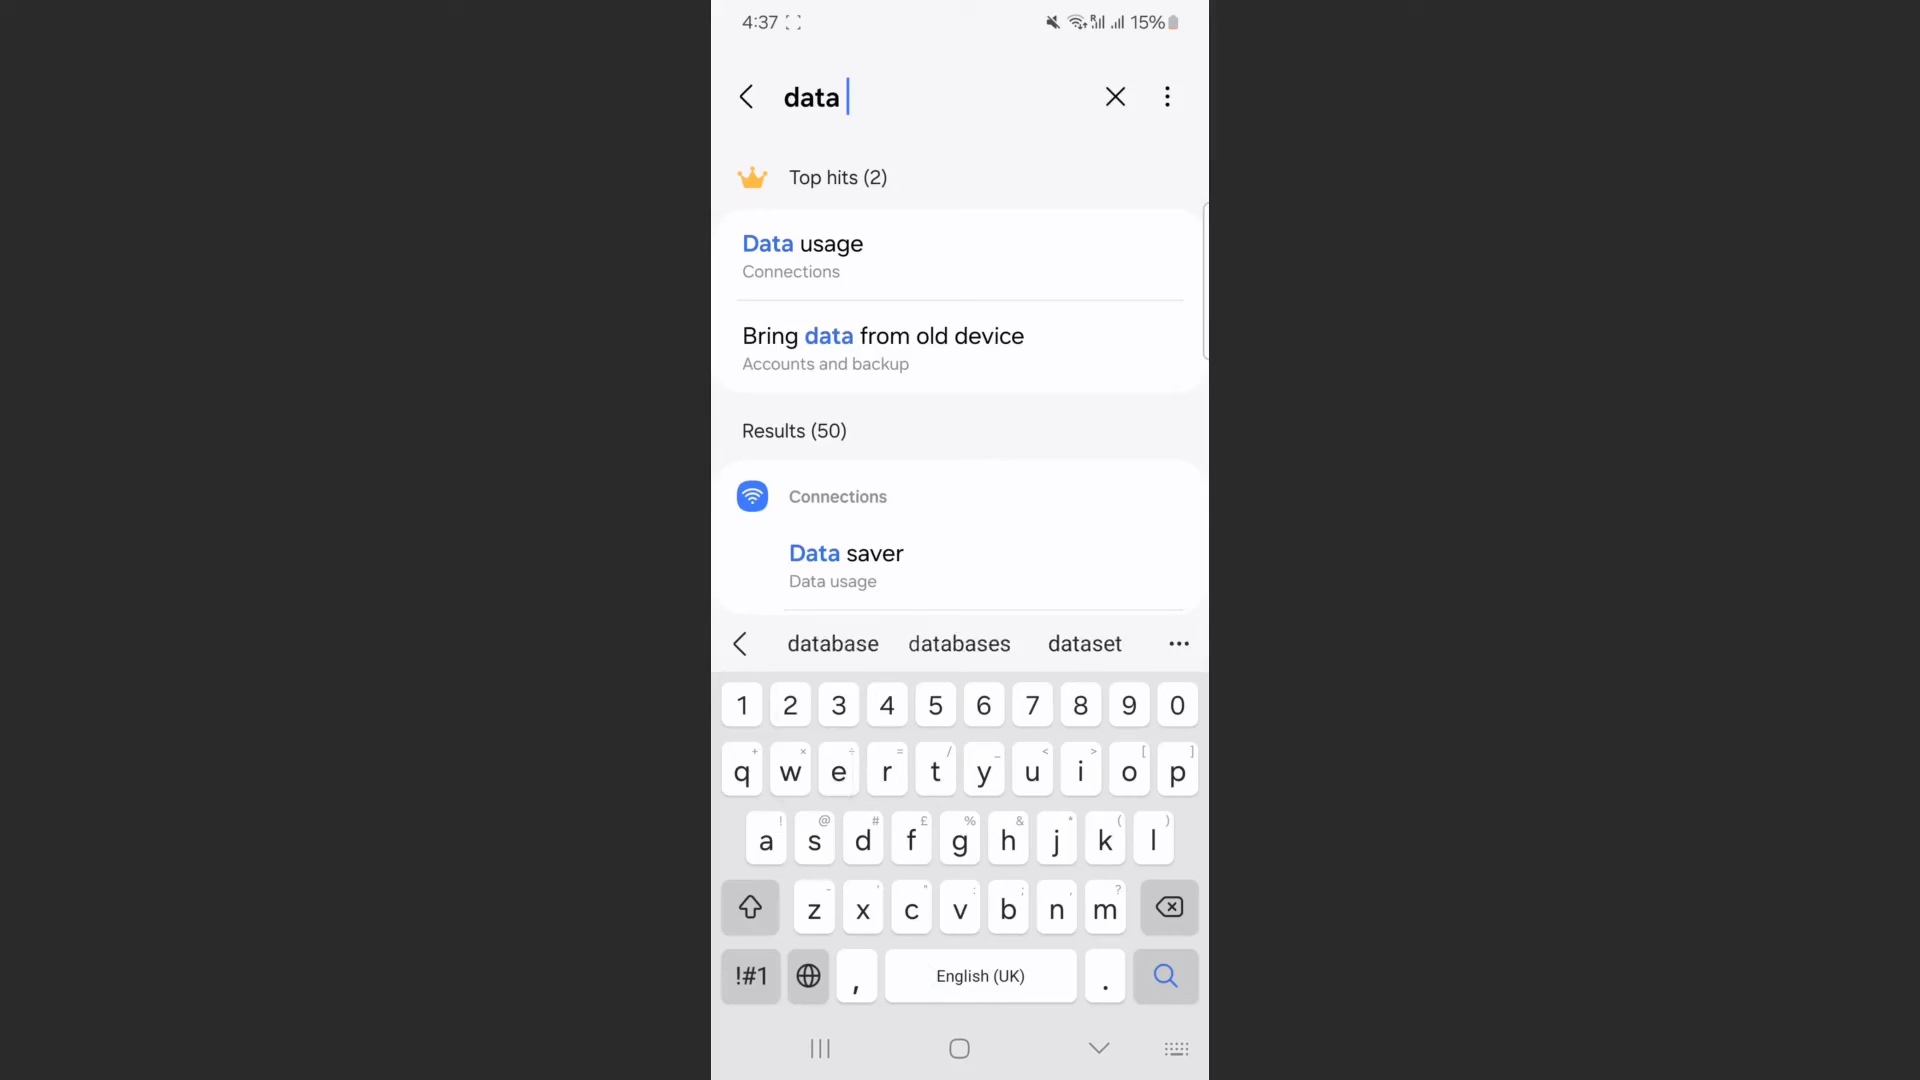 4:37 15%
data
Top hits (2)
Data usage
Connections
Bring data from old device
Accounts and backup
Results (50)
Connections
Data saver
Data usage
database databases dataset ...
1 2 3 4 5 6 7 8 9 0
+ × ÷ = / _ < > [ ]
q w e r t y u i o p
! @ # £ % & * ( )
a s d f g h j k l
- ' " : ; , ?
z x c v b n m
!#1 , English (UK) .